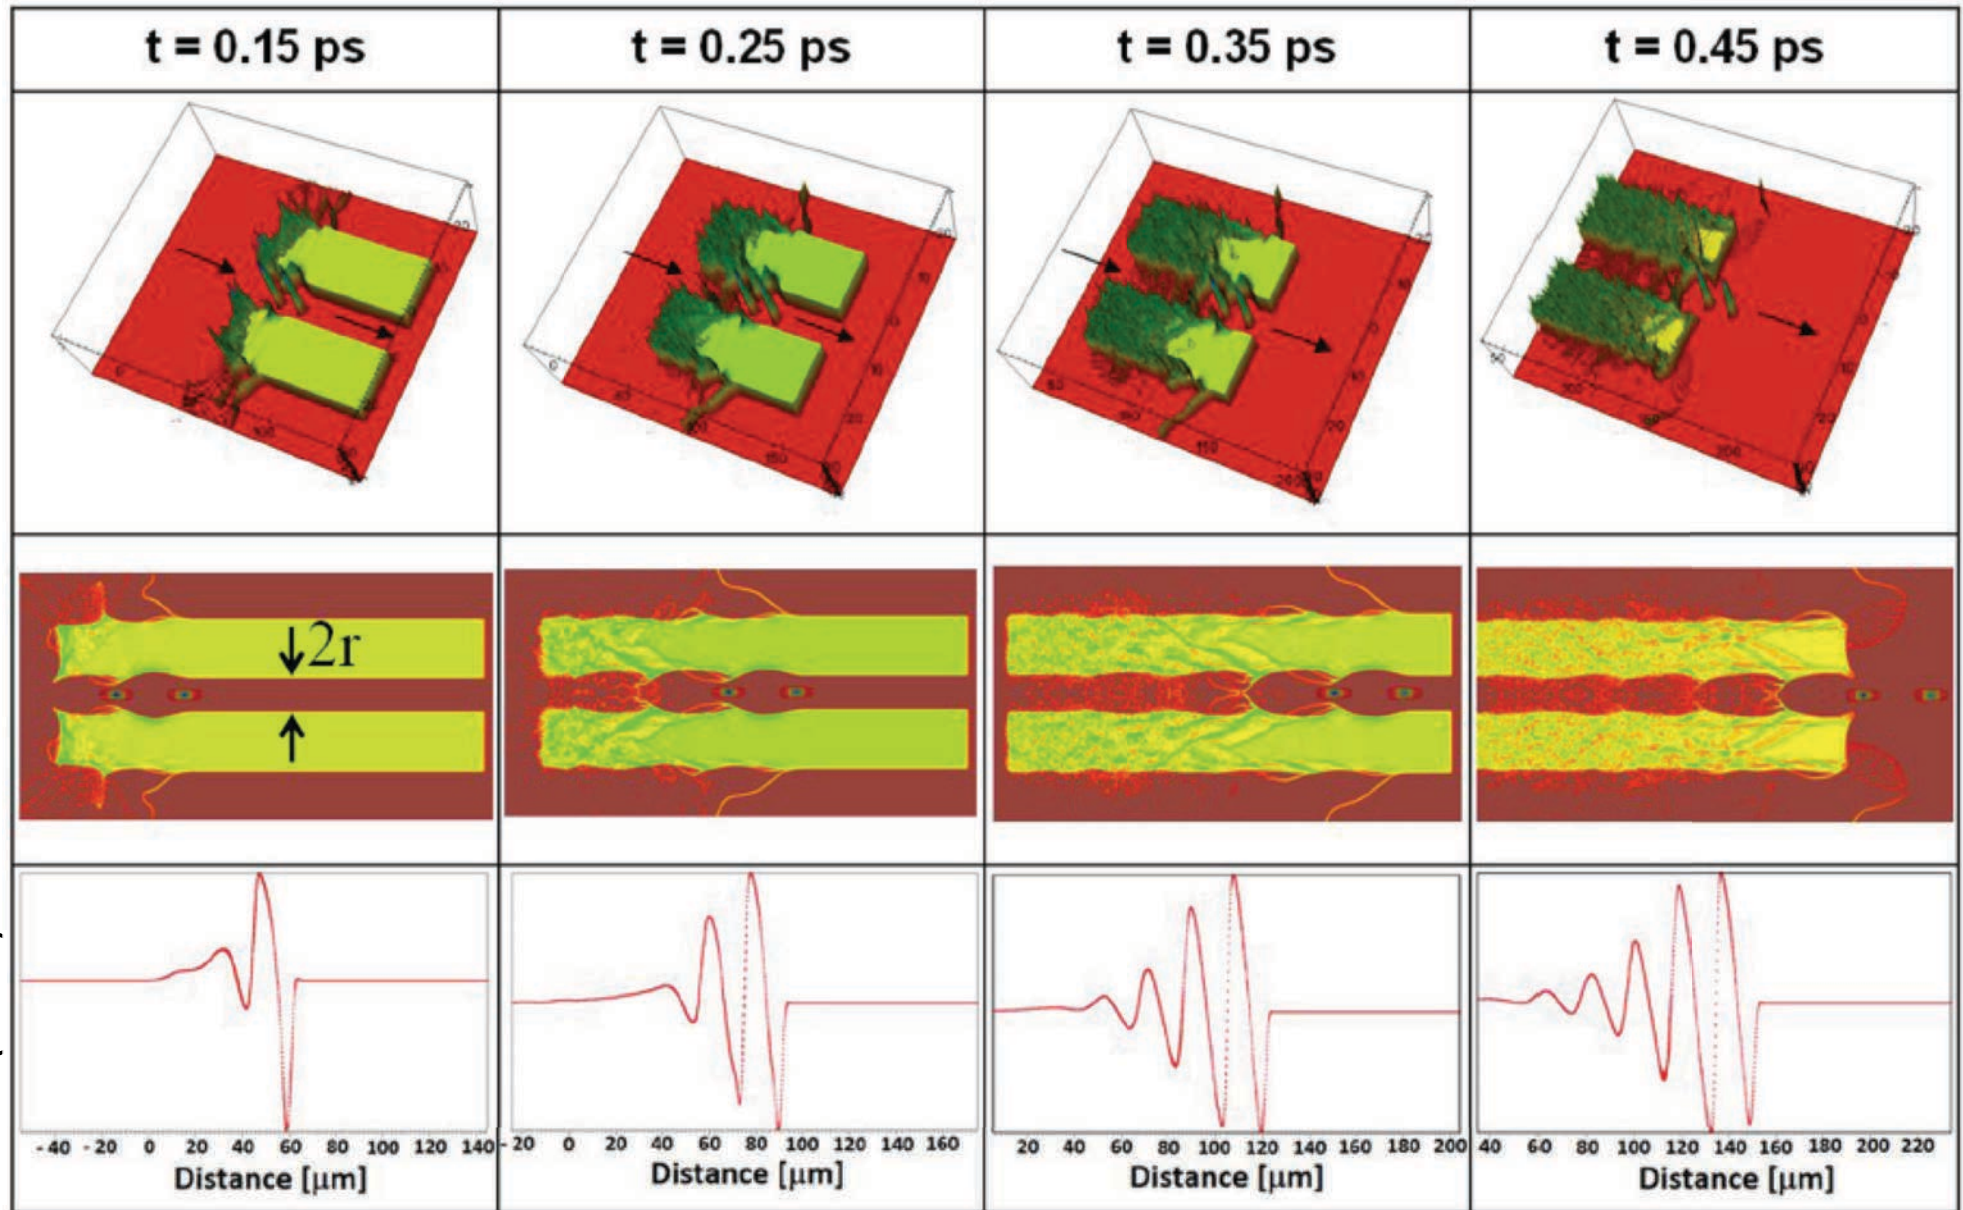 t = 0.15 ps
t = 0.25 ps
t = 0.35 ps
t = 0.45 ps
2r
-40 -20 0 20 40 60 80 100 120 140
Distance [μm]
-20 0 20 40 60 80 100 120 140 160
Distance [μm]
20 40 60 80 100 120 140 160 180 200
Distance [μm]
40 60 80 100 120 140 160 180 200 220
Distance [μm]